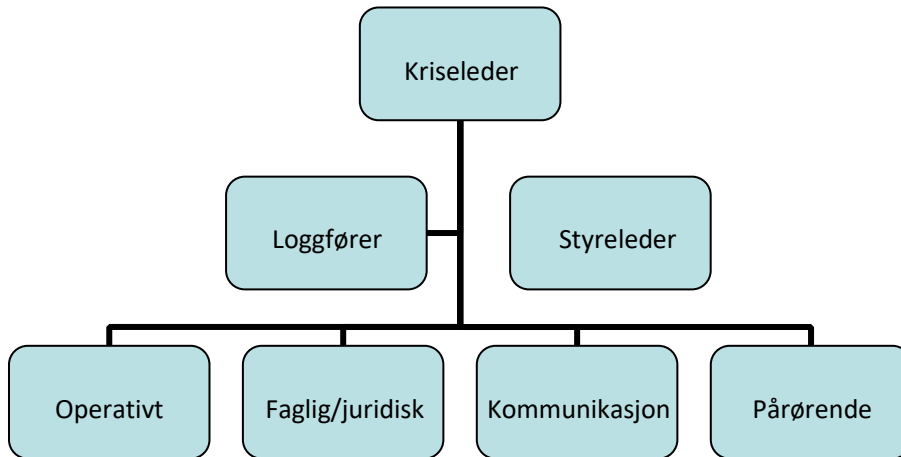 Kriseleder
Loggfører
Styreleder
Operativt
Faglig/juridisk
Kommunikasjon
Pårørende